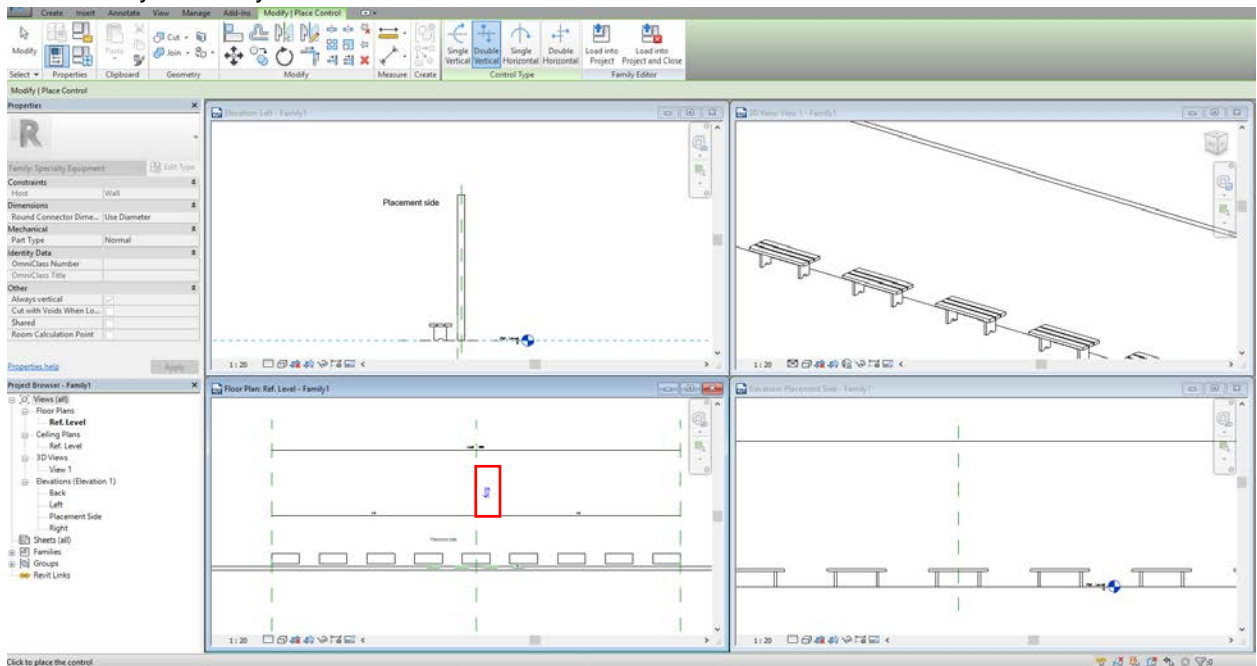 Create Insert Annotate View Manage Add-Ins Modify | Place Control
Modify
Paste
Cut
Join
Single Vertical
Double Vertical
Single Horizontal
Double Horizontal
Load into Project
Load into Project and Close
Select Properties Clipboard Geometry Modify Measure Create Control Type Family Editor
Modify | Place Control
Properties
R
Family: Specialty Equipment
Edit Type
Constraints
Host Wall
Dimensions
Round Connector Dime... Use Diameter
Mechanical
Part Type Normal
Identity Data
OmniClass Number
OmniClass Title
Other
Always vertical
Cut with Voids When Lo...
Shared
Room Calculation Point
Properties help
Apply
Project Browser - Family1
Views (all)
Floor Plans
Ref. Level
Ceiling Plans
Ref. Level
3D Views
View 1
Elevations (Elevation 1)
Back
Left
Placement Side
Right
Sheets (all)
Families
Groups
Revit Links
Elevation: Left - Family1
Placement side
1 : 20
3D View: View 1 - Family1
1 : 20
Floor Plan: Ref. Level - Family1
Placement side
1 : 20
Elevation: Placement Side - Family1
Ref. Level
1 : 20
Click to place the control
:0